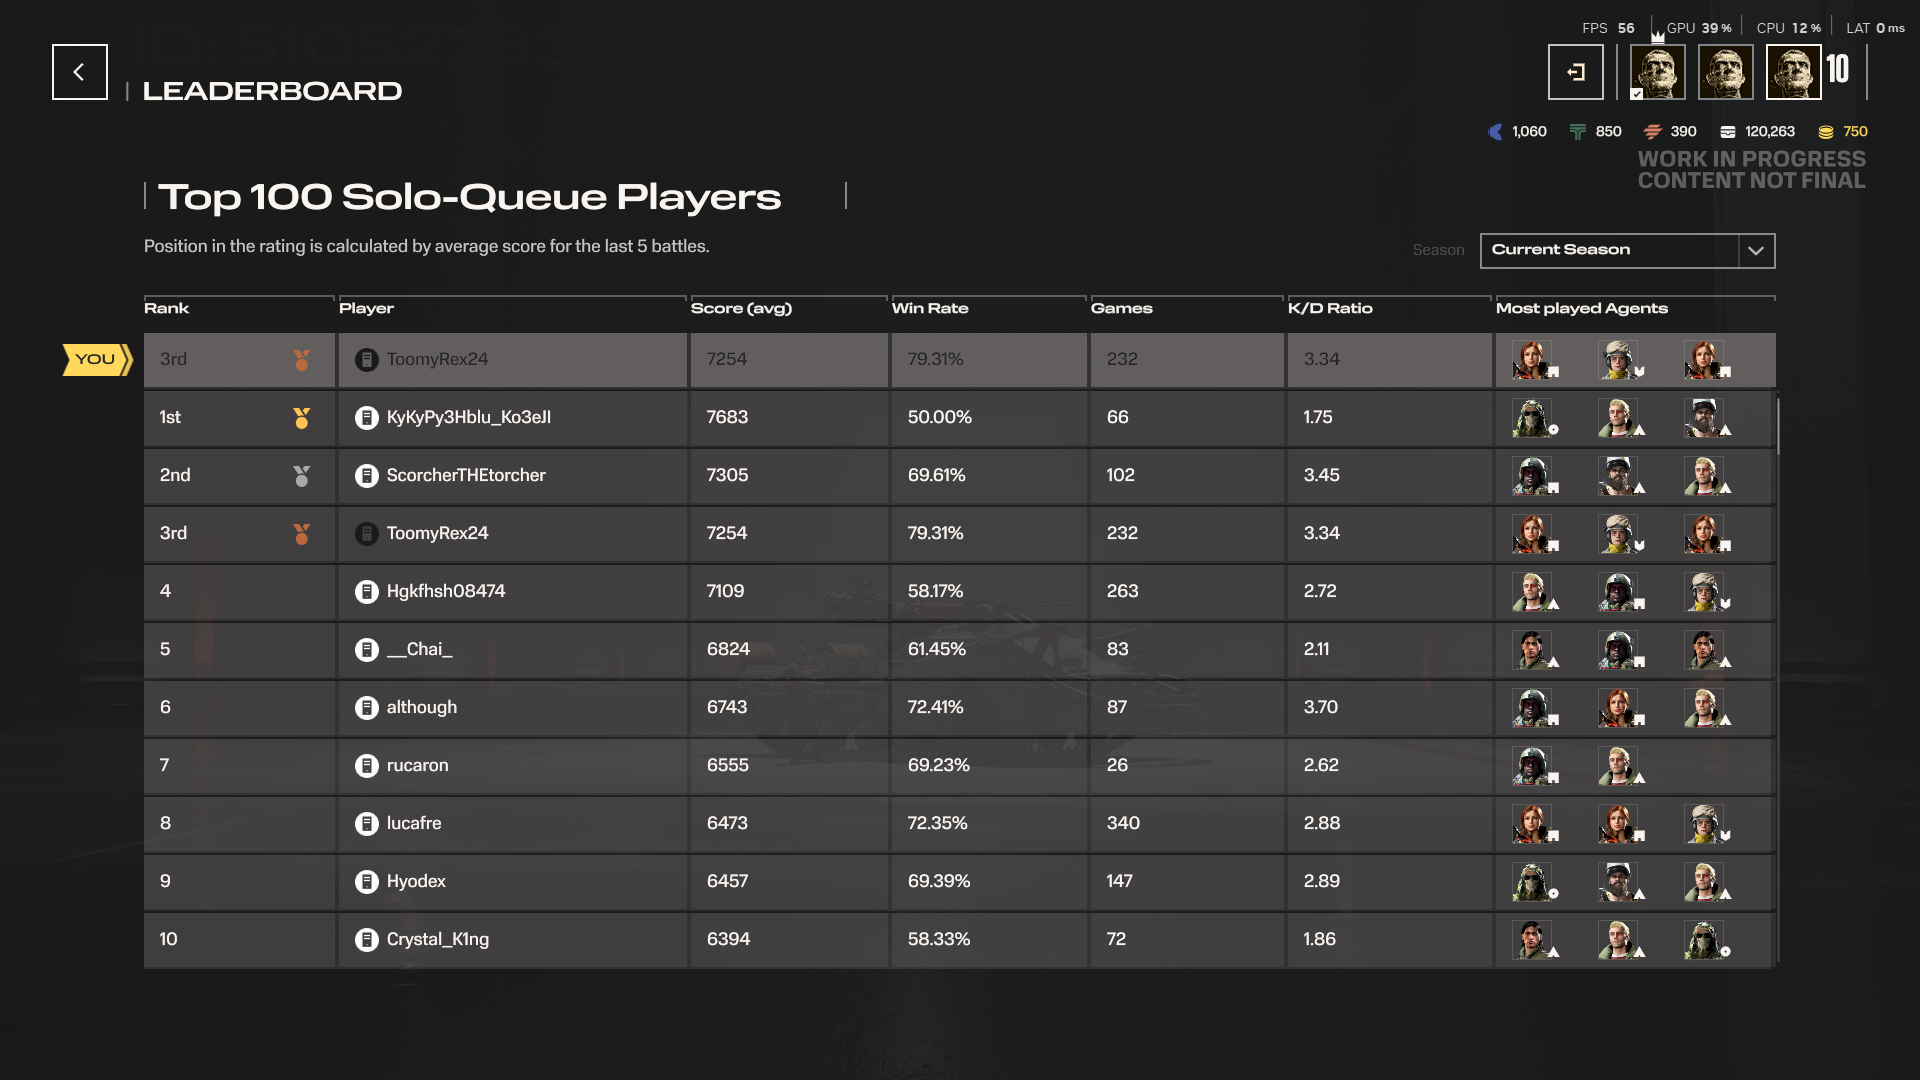 FPS 56 GPU 39 % CPU 12 % LAT 0 ms
ID: 510527833
LEADERBOARD
10
1,060 850 390 120,263 750
WORK IN PROGRESS
CONTENT NOT FINAL
Top 100 Solo-Queue Players
Position in the rating is calculated by average score for the last 5 battles.
Season Current Season
Rank Player Score (avg) Win Rate Games K/D Ratio Most played Agents
YOU 3rd ToomyRex24 7254 79.31% 232 3.34
1st KyKyPy3Hblu_Ko3eJI 7683 50.00% 66 1.75
2nd ScorcherTHEtorcher 7305 69.61% 102 3.45
3rd ToomyRex24 7254 79.31% 232 3.34
4 Hgkfhsh08474 7109 58.17% 263 2.72
5 __Chai_ 6824 61.45% 83 2.11
6 although 6743 72.41% 87 3.70
7 rucaron 6555 69.23% 26 2.62
8 lucafre 6473 72.35% 340 2.88
9 Hyodex 6457 69.39% 147 2.89
10 Crystal_K1ng 6394 58.33% 72 1.86